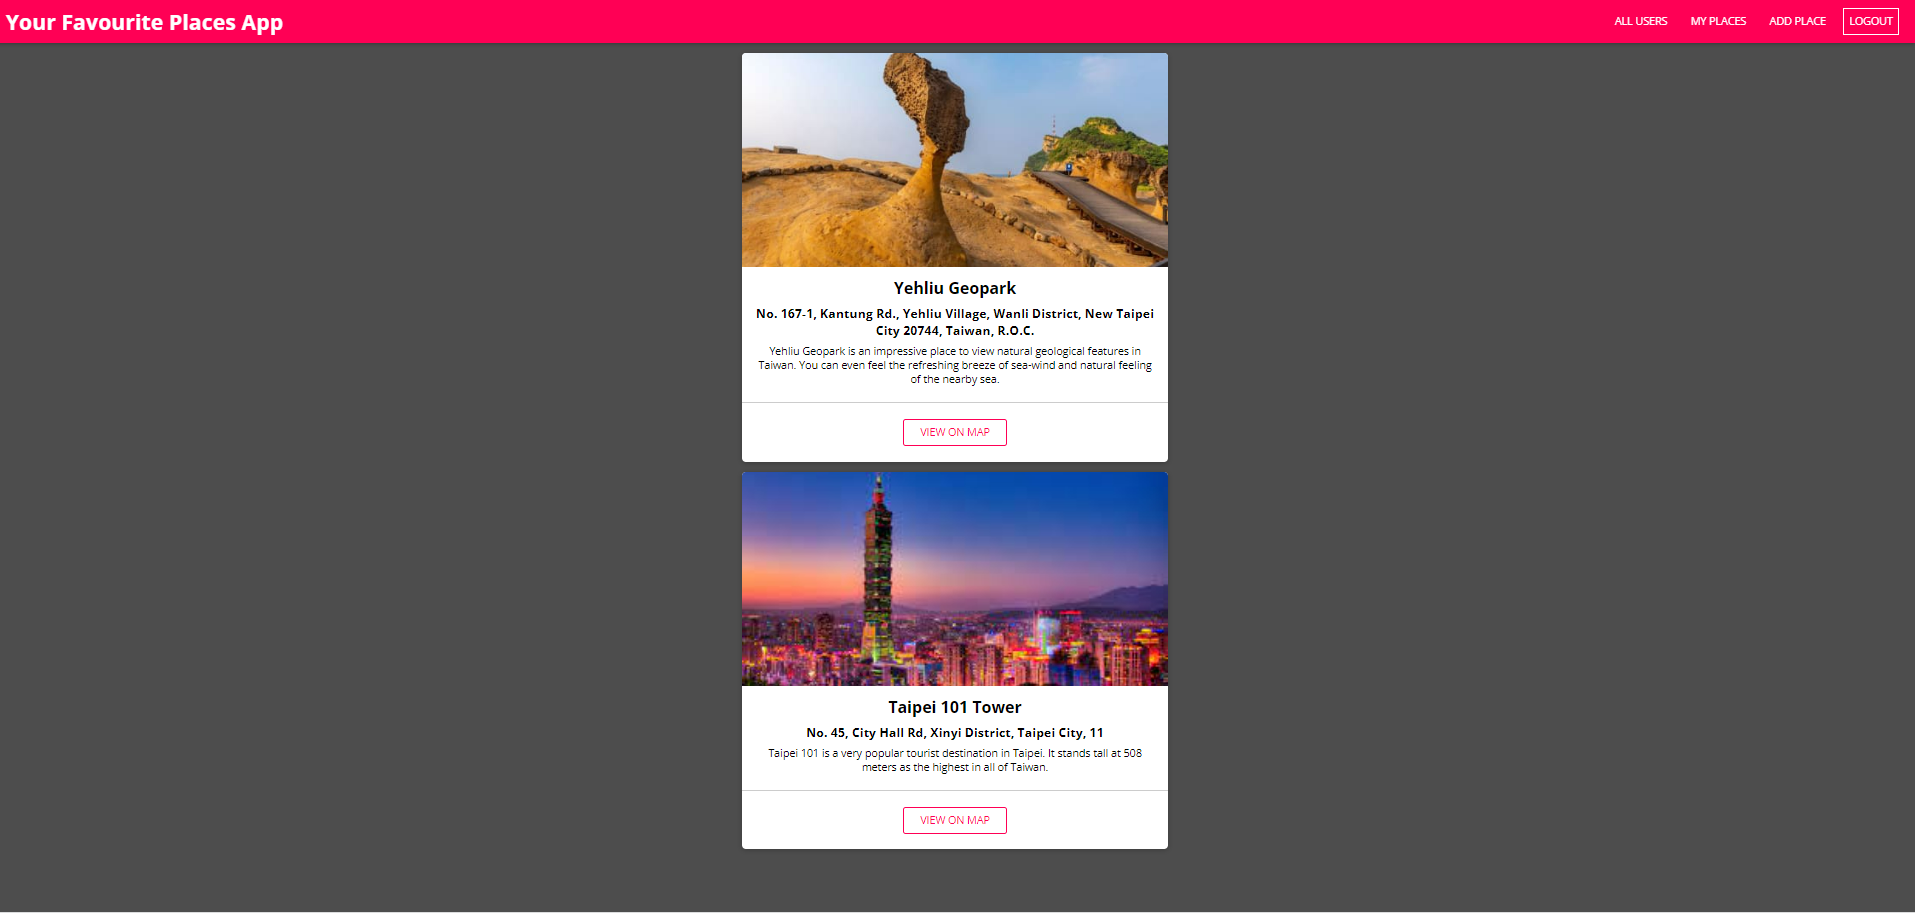 Your Favourite Places App
ALL USERS
MY PLACES
ADD PLACE
LOGOUT
Yehliu Geopark
No. 167-1, Kantung Rd., Yehliu Village, Wanli District, New Taipei
City 20744, Taiwan, R.O.C.
Yehliu Geopark is an impressive place to view natural geological features in
Taiwan. You can even feel the refreshing breeze of sea-wind and natural feeling
of the nearby sea.
VIEW ON MAP
Taipei 101 Tower
No. 45, City Hall Rd, Xinyi District, Taipei City, 11
Taipei 101 is a very popular tourist destination in Taipei. It stands tall at 508
meters as the highest in all of Taiwan.
VIEW ON MAP